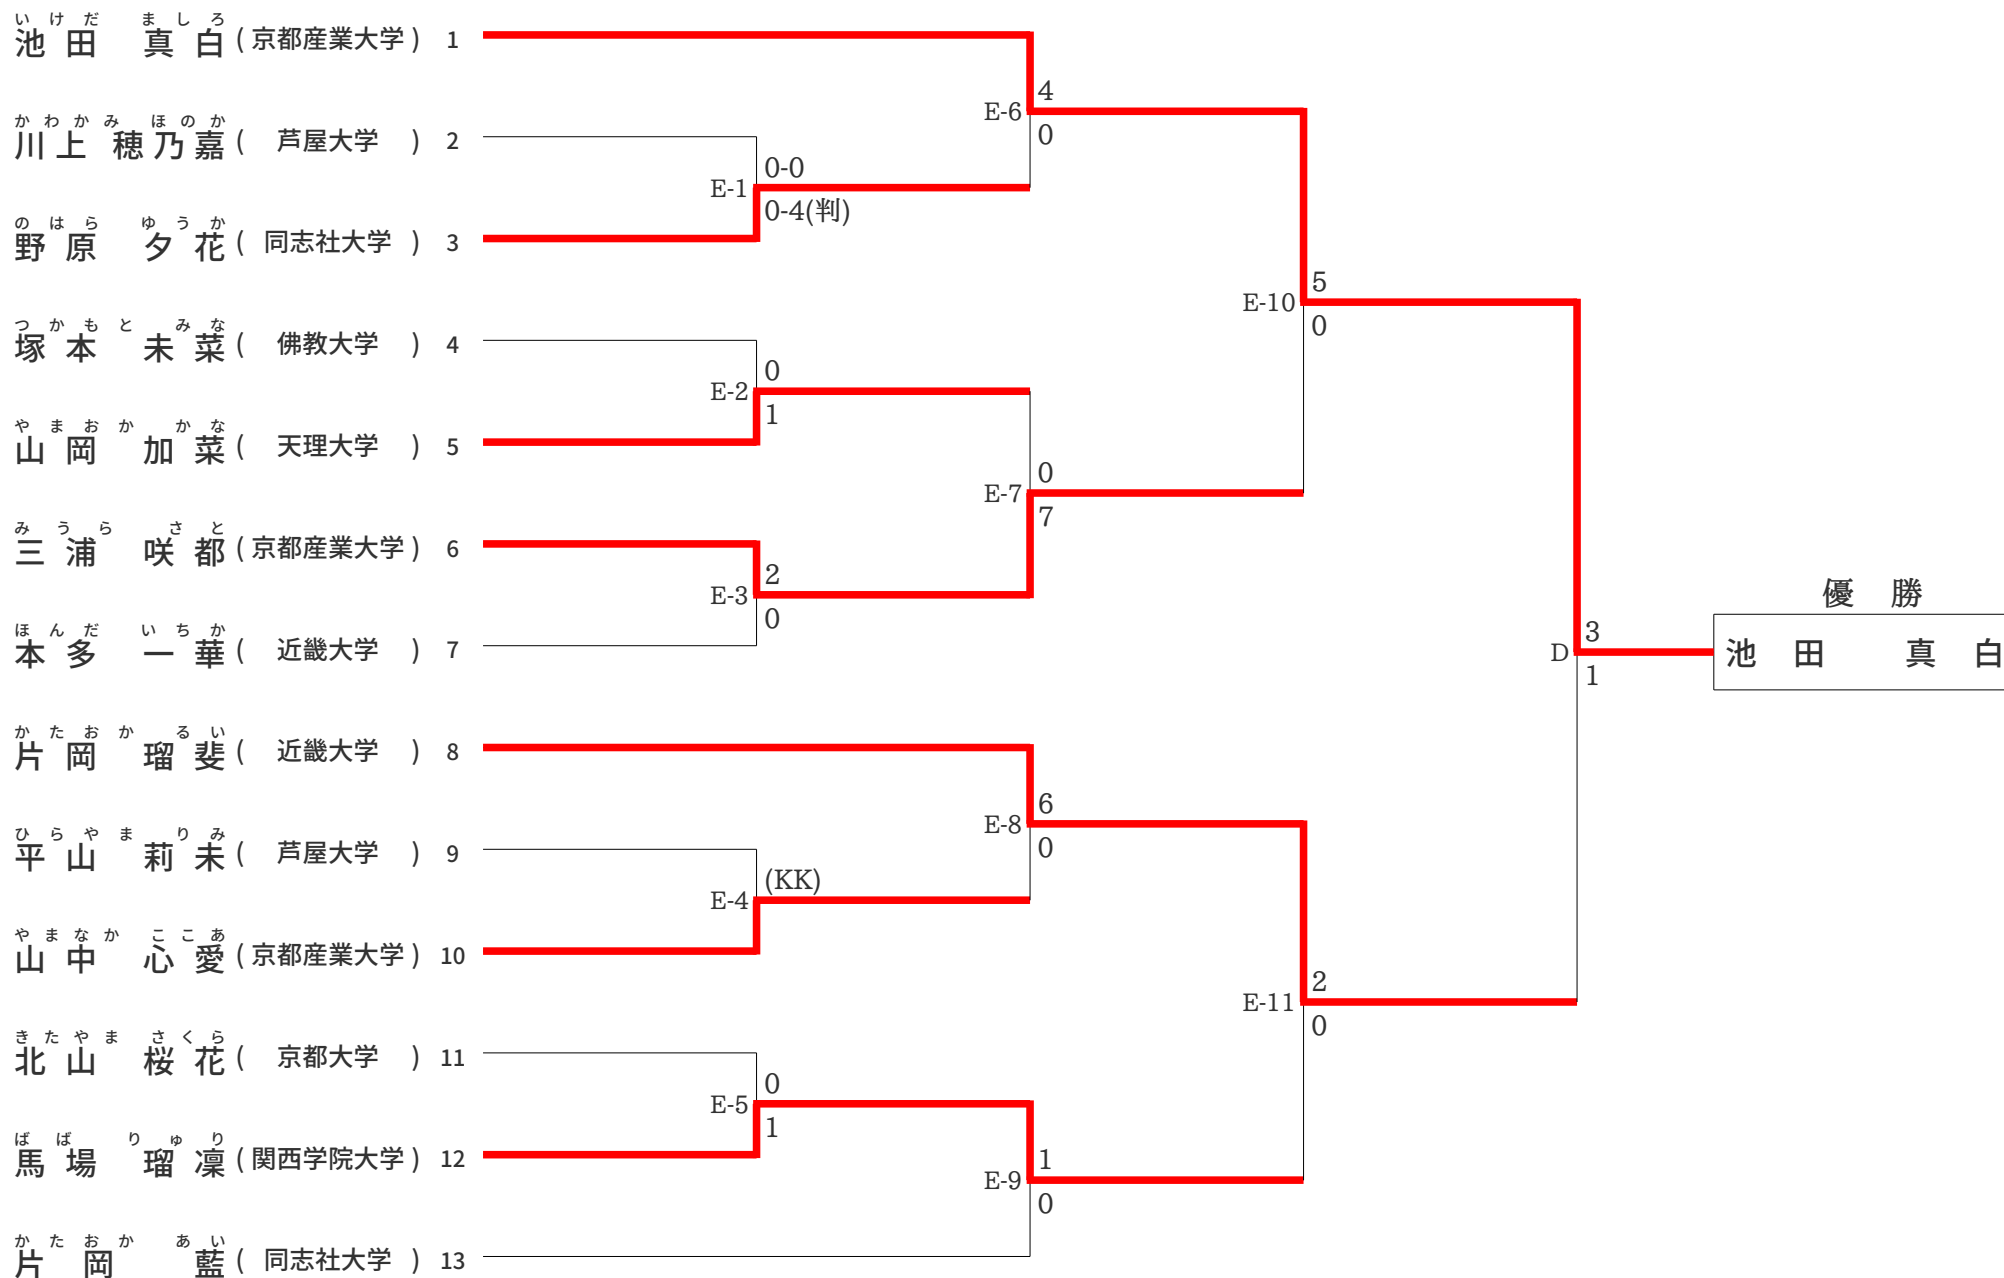 いけだ ましろ
池田 真白 ( 京都産業大学 ) 1
4
E-6
0
かわかみ ほのか
川上 穂乃嘉 ( 芦屋大学 ) 2
0-0
E-1
0-4(判)
のはら ゆうか
野原 夕花 ( 同志社大学 ) 3
5
E-10
0
つかもと みな
塚本 未菜 ( 佛教大学 ) 4
0
E-2
1
やまおか かな
山岡 加菜 ( 天理大学 ) 5
0
E-7
7
みうら さと
三浦 咲都 ( 京都産業大学 ) 6
2
E-3
0
優 勝
ほんだ いちか
本多 一華 ( 近畿大学 ) 7
3
D
1
池田 真白
かたおか るい
片岡 瑠斐 ( 近畿大学 ) 8
6
E-8
0
ひらやま りみ
平山 莉未 ( 芦屋大学 ) 9
(KK)
E-4
やまなか ここあ
山中 心愛 ( 京都産業大学 ) 10
2
E-11
0
きたやま さくら
北山 桜花 ( 京都大学 ) 11
0
E-5
1
ばば りゅり
馬場 瑠凜 ( 関西学院大学 ) 12
1
E-9
0
かたおか あい
片岡 藍 ( 同志社大学 ) 13